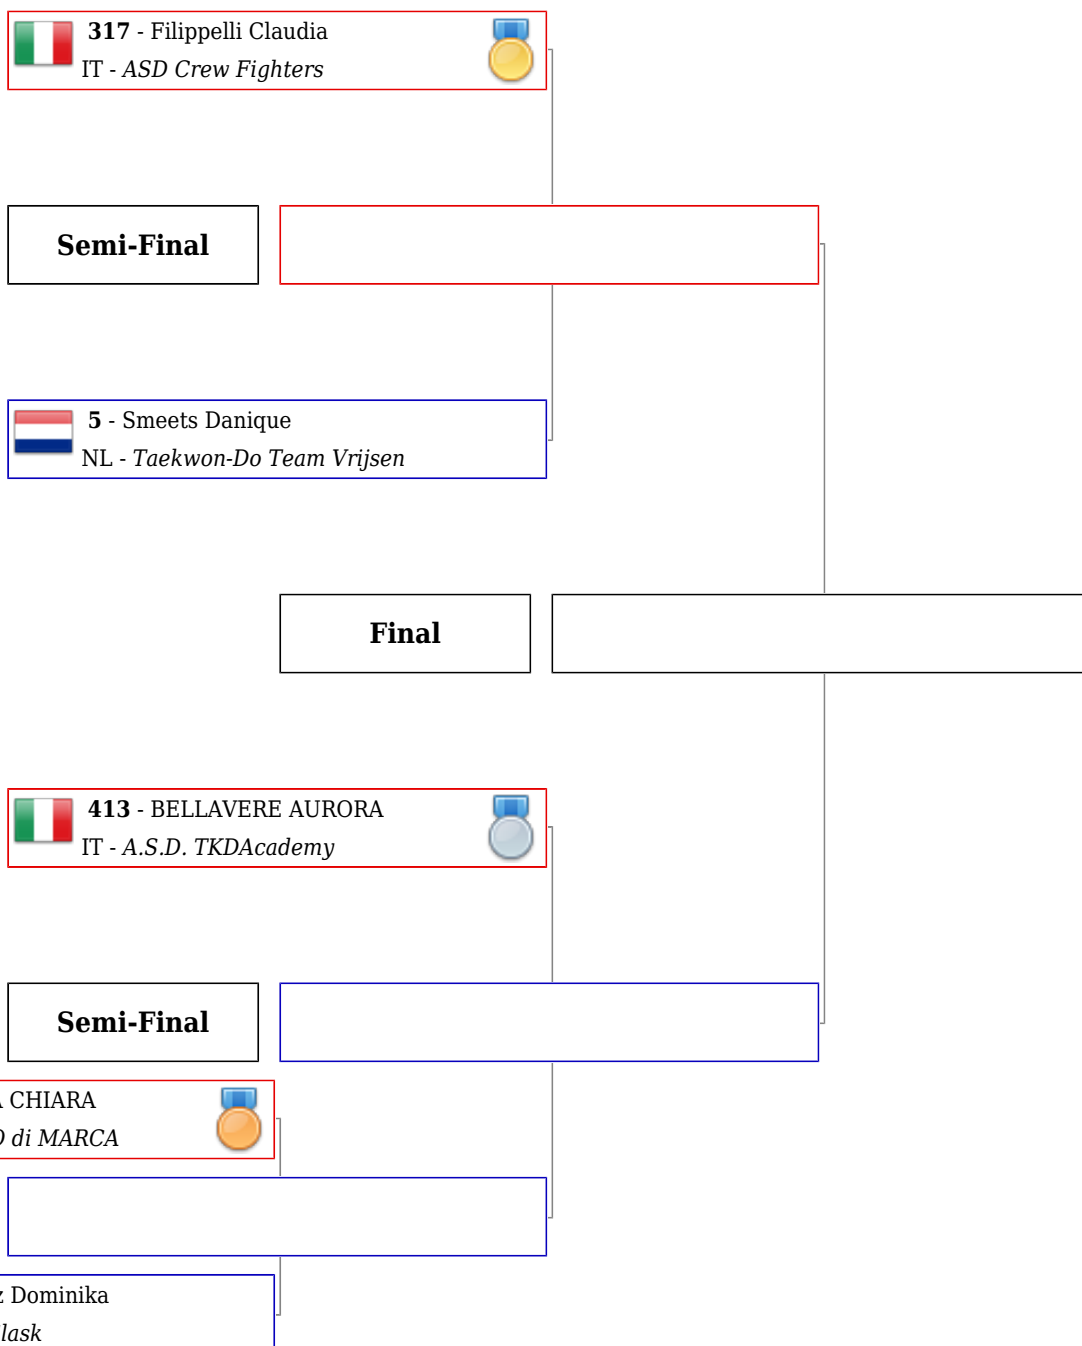 317 - Filippelli Claudia
IT - ASD Crew Fighters
Semi-Final
5 - Smeets Danique
NL - Taekwon-Do Team Vrijsen
Final
413 - BELLAVERE AURORA
IT - A.S.D. TKDAcademy
Semi-Final
CHIARA
di MARCA
Dominika